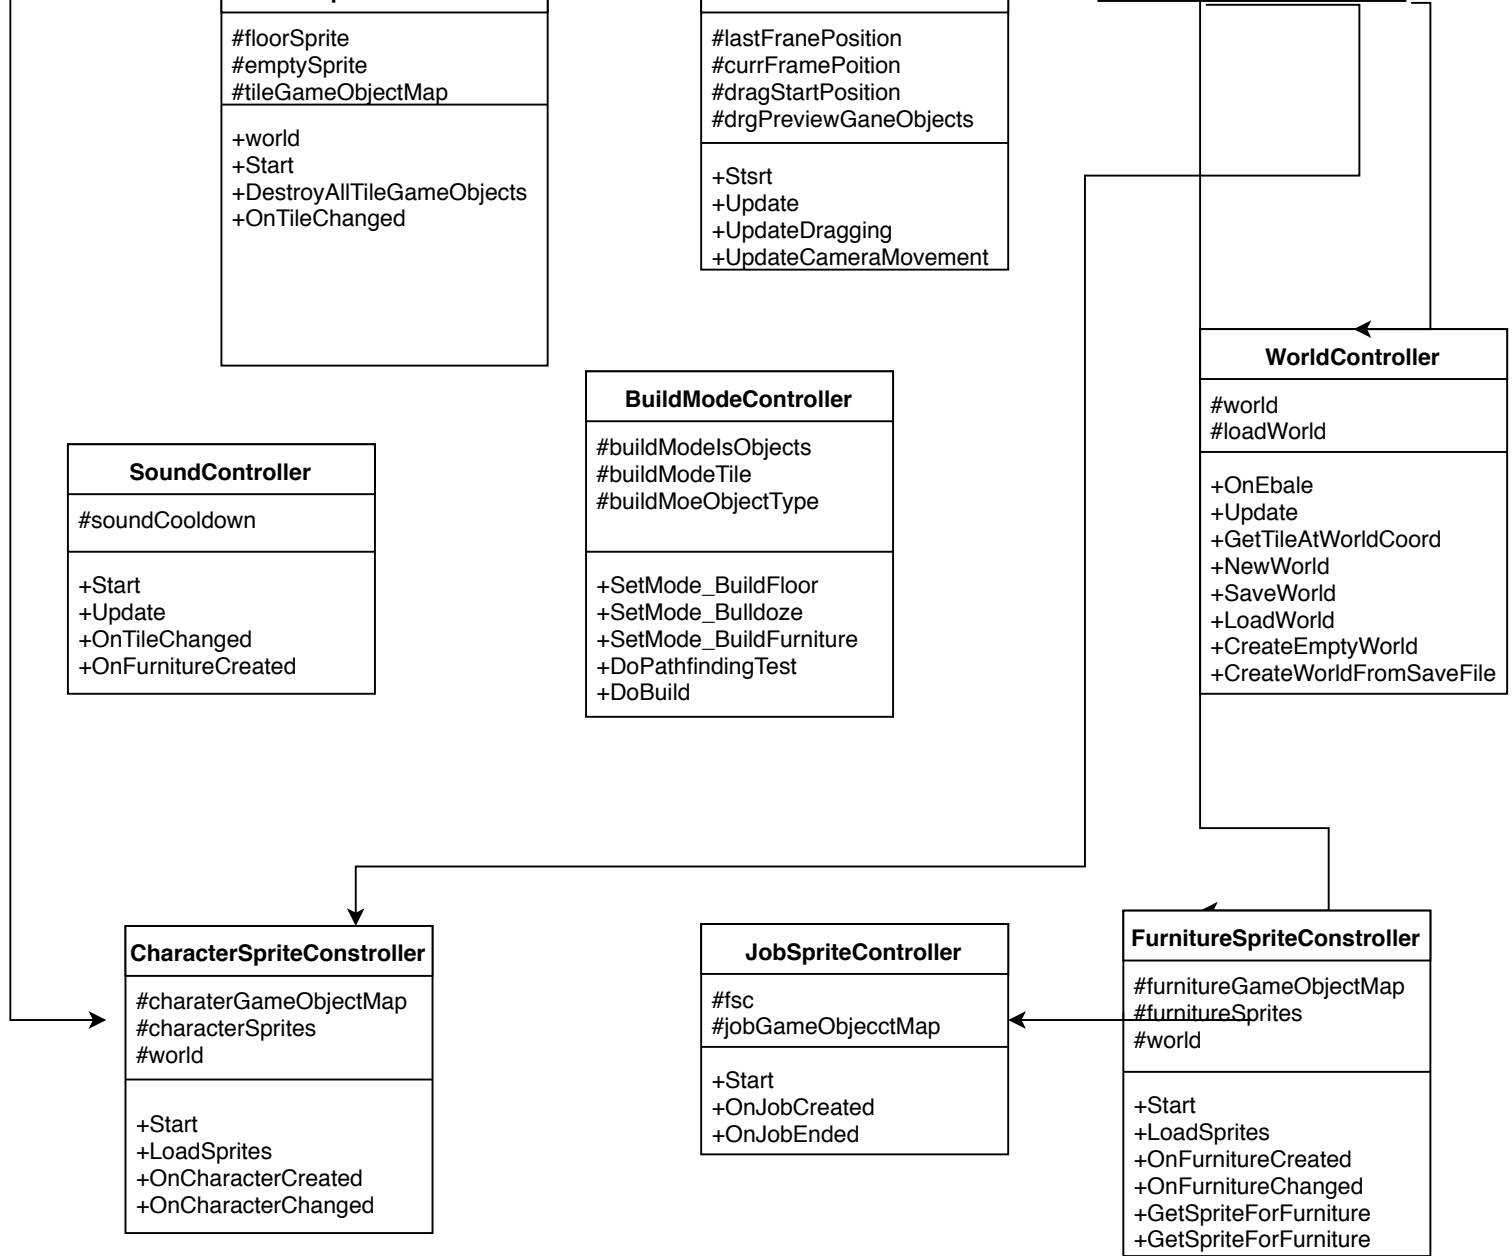 #floorSprite
#emptySprite
#tileGameObjectMap
+world
+Start
+DestroyAllTileGameObjects
+OnTileChanged
#lastFranePosition
#currFramePoition
#dragStartPosition
#drgPreviewGaneObjects
+Stsrt
+Update
+UpdateDragging
+UpdateCameraMovement
WorldController
#world
#loadWorld
+OnEbale
+Update
+GetTileAtWorldCoord
+NewWorld
+SaveWorld
+LoadWorld
+CreateEmptyWorld
+CreateWorldFromSaveFile
BuildModeController
#buildModeIsObjects
#buildModeTile
#buildMoeObjectType
+SetMode_BuildFloor
+SetMode_Bulldoze
+SetMode_BuildFurniture
+DoPathfindingTest
+DoBuild
SoundController
#soundCooldown
+Start
+Update
+OnTileChanged
+OnFurnitureCreated
CharacterSpriteConstroller
#charaterGameObjectMap
#characterSprites
#world
+Start
+LoadSprites
+OnCharacterCreated
+OnCharacterChanged
JobSpriteController
#fsc
#jobGameObjecctMap
+Start
+OnJobCreated
+OnJobEnded
FurnitureSpriteConstroller
#furnitureGameObjectMap
#furnitureSprites
#world
+Start
+LoadSprites
+OnFurnitureCreated
+OnFurnitureChanged
+GetSpriteForFurniture
+GetSpriteForFurniture